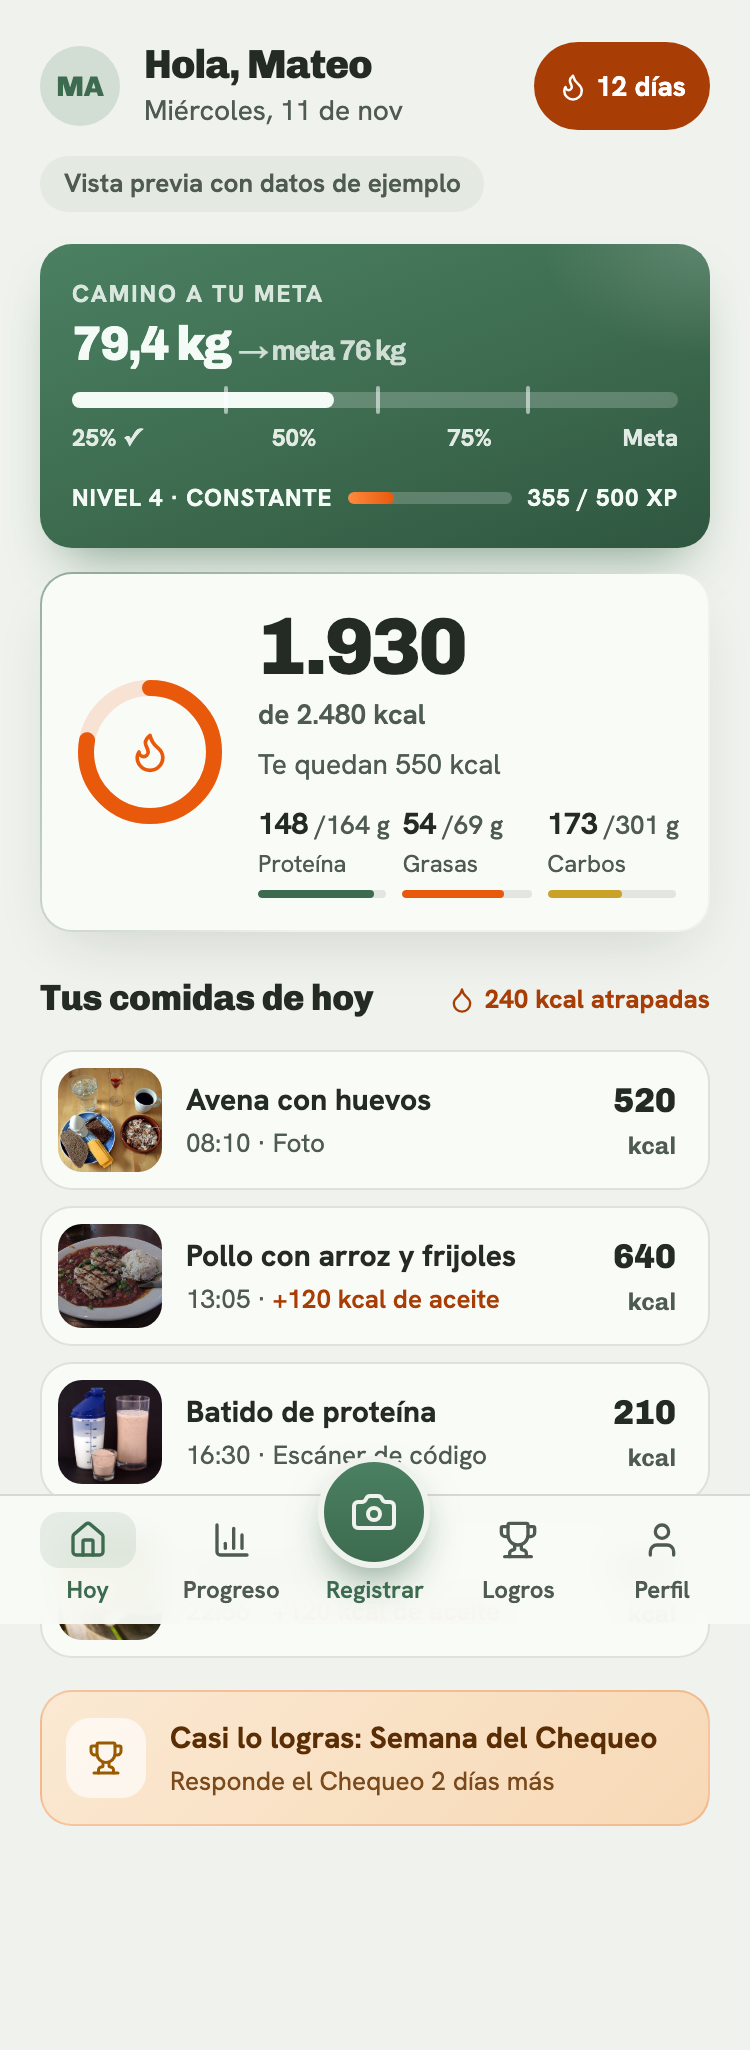 MA
Hola, Mateo
Miércoles, 11 de nov
12 días
Vista previa con datos de ejemplo
CAMINO A TU META
79,4 kg → meta 76 kg
25% ✓ 50% 75% Meta
NIVEL 4 · CONSTANTE 355 / 500 XP
1.930
de 2.480 kcal
Te quedan 550 kcal
148 /164 g 54 /69 g 173 /301 g
Proteína Grasas Carbos
Tus comidas de hoy 240 kcal atrapadas
Avena con huevos 520
08:10 · Foto kcal
Pollo con arroz y frijoles 640
13:05 · +120 kcal de aceite kcal
Batido de proteína 210
16:30 · Escáner de código kcal
Hoy Progreso Registrar Logros Perfil
Casi lo logras: Semana del Chequeo
Responde el Chequeo 2 días más